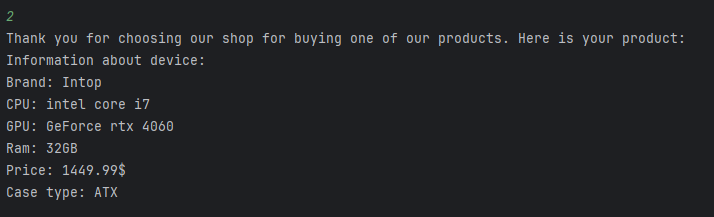 2
Thank you for choosing our shop for buying one of our products. Here is your product:
Information about device:
Brand: Intop
CPU: intel core i7
GPU: GeForce rtx 4060
Ram: 32GB
Price: 1449.99$
Case type: ATX